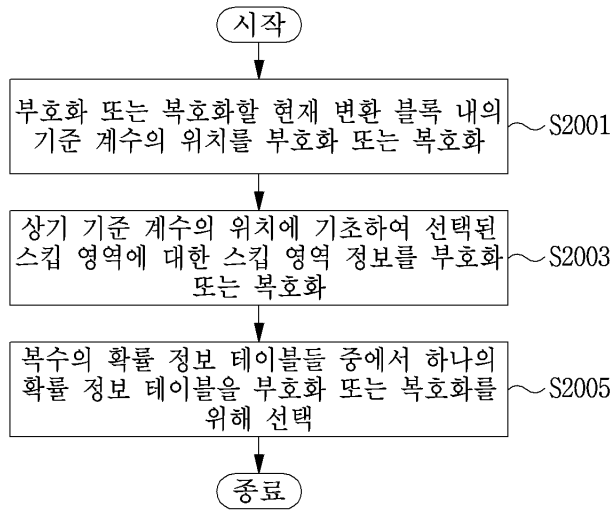 시작
부호화 또는 복호화할 현재 변환 블록 내의
기준 계수의 위치를 부호화 또는 복호화
S2001
상기 기준 계수의 위치에 기초하여 선택된
스킵 영역에 대한 스킵 영역 정보를 부호화
또는 복호화
S2003
복수의 확률 정보 테이블들 중에서 하나의
확률 정보 테이블을 부호화 또는 복호화를
위해 선택
S2005
종료